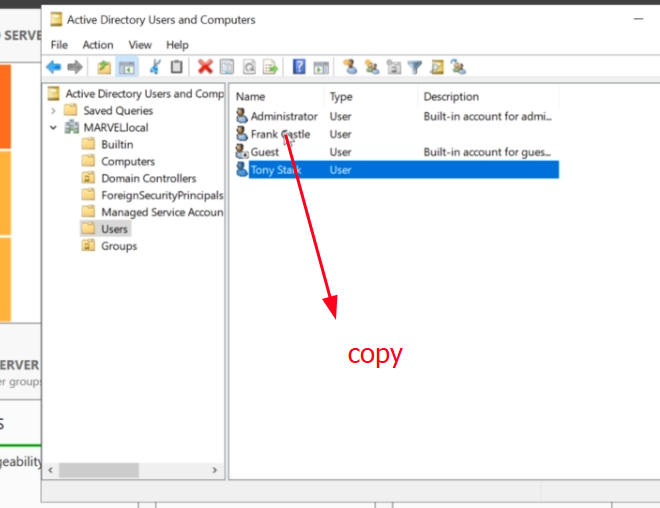 SERVE
Active Directory Users and Computers
File Action View Help
Active Directory Users and Comp
Saved Queries
MARVEL.local
Builtin
Computers
Domain Controllers
ForeignSecurityPrincipals
Managed Service Accoun
Users
Groups
Name Type Description
Administrator User Built-in account for admi...
Frank Castle User
Guest User Built-in account for gues...
Tony Stark User
copy
ERVER
er groups
S
geability